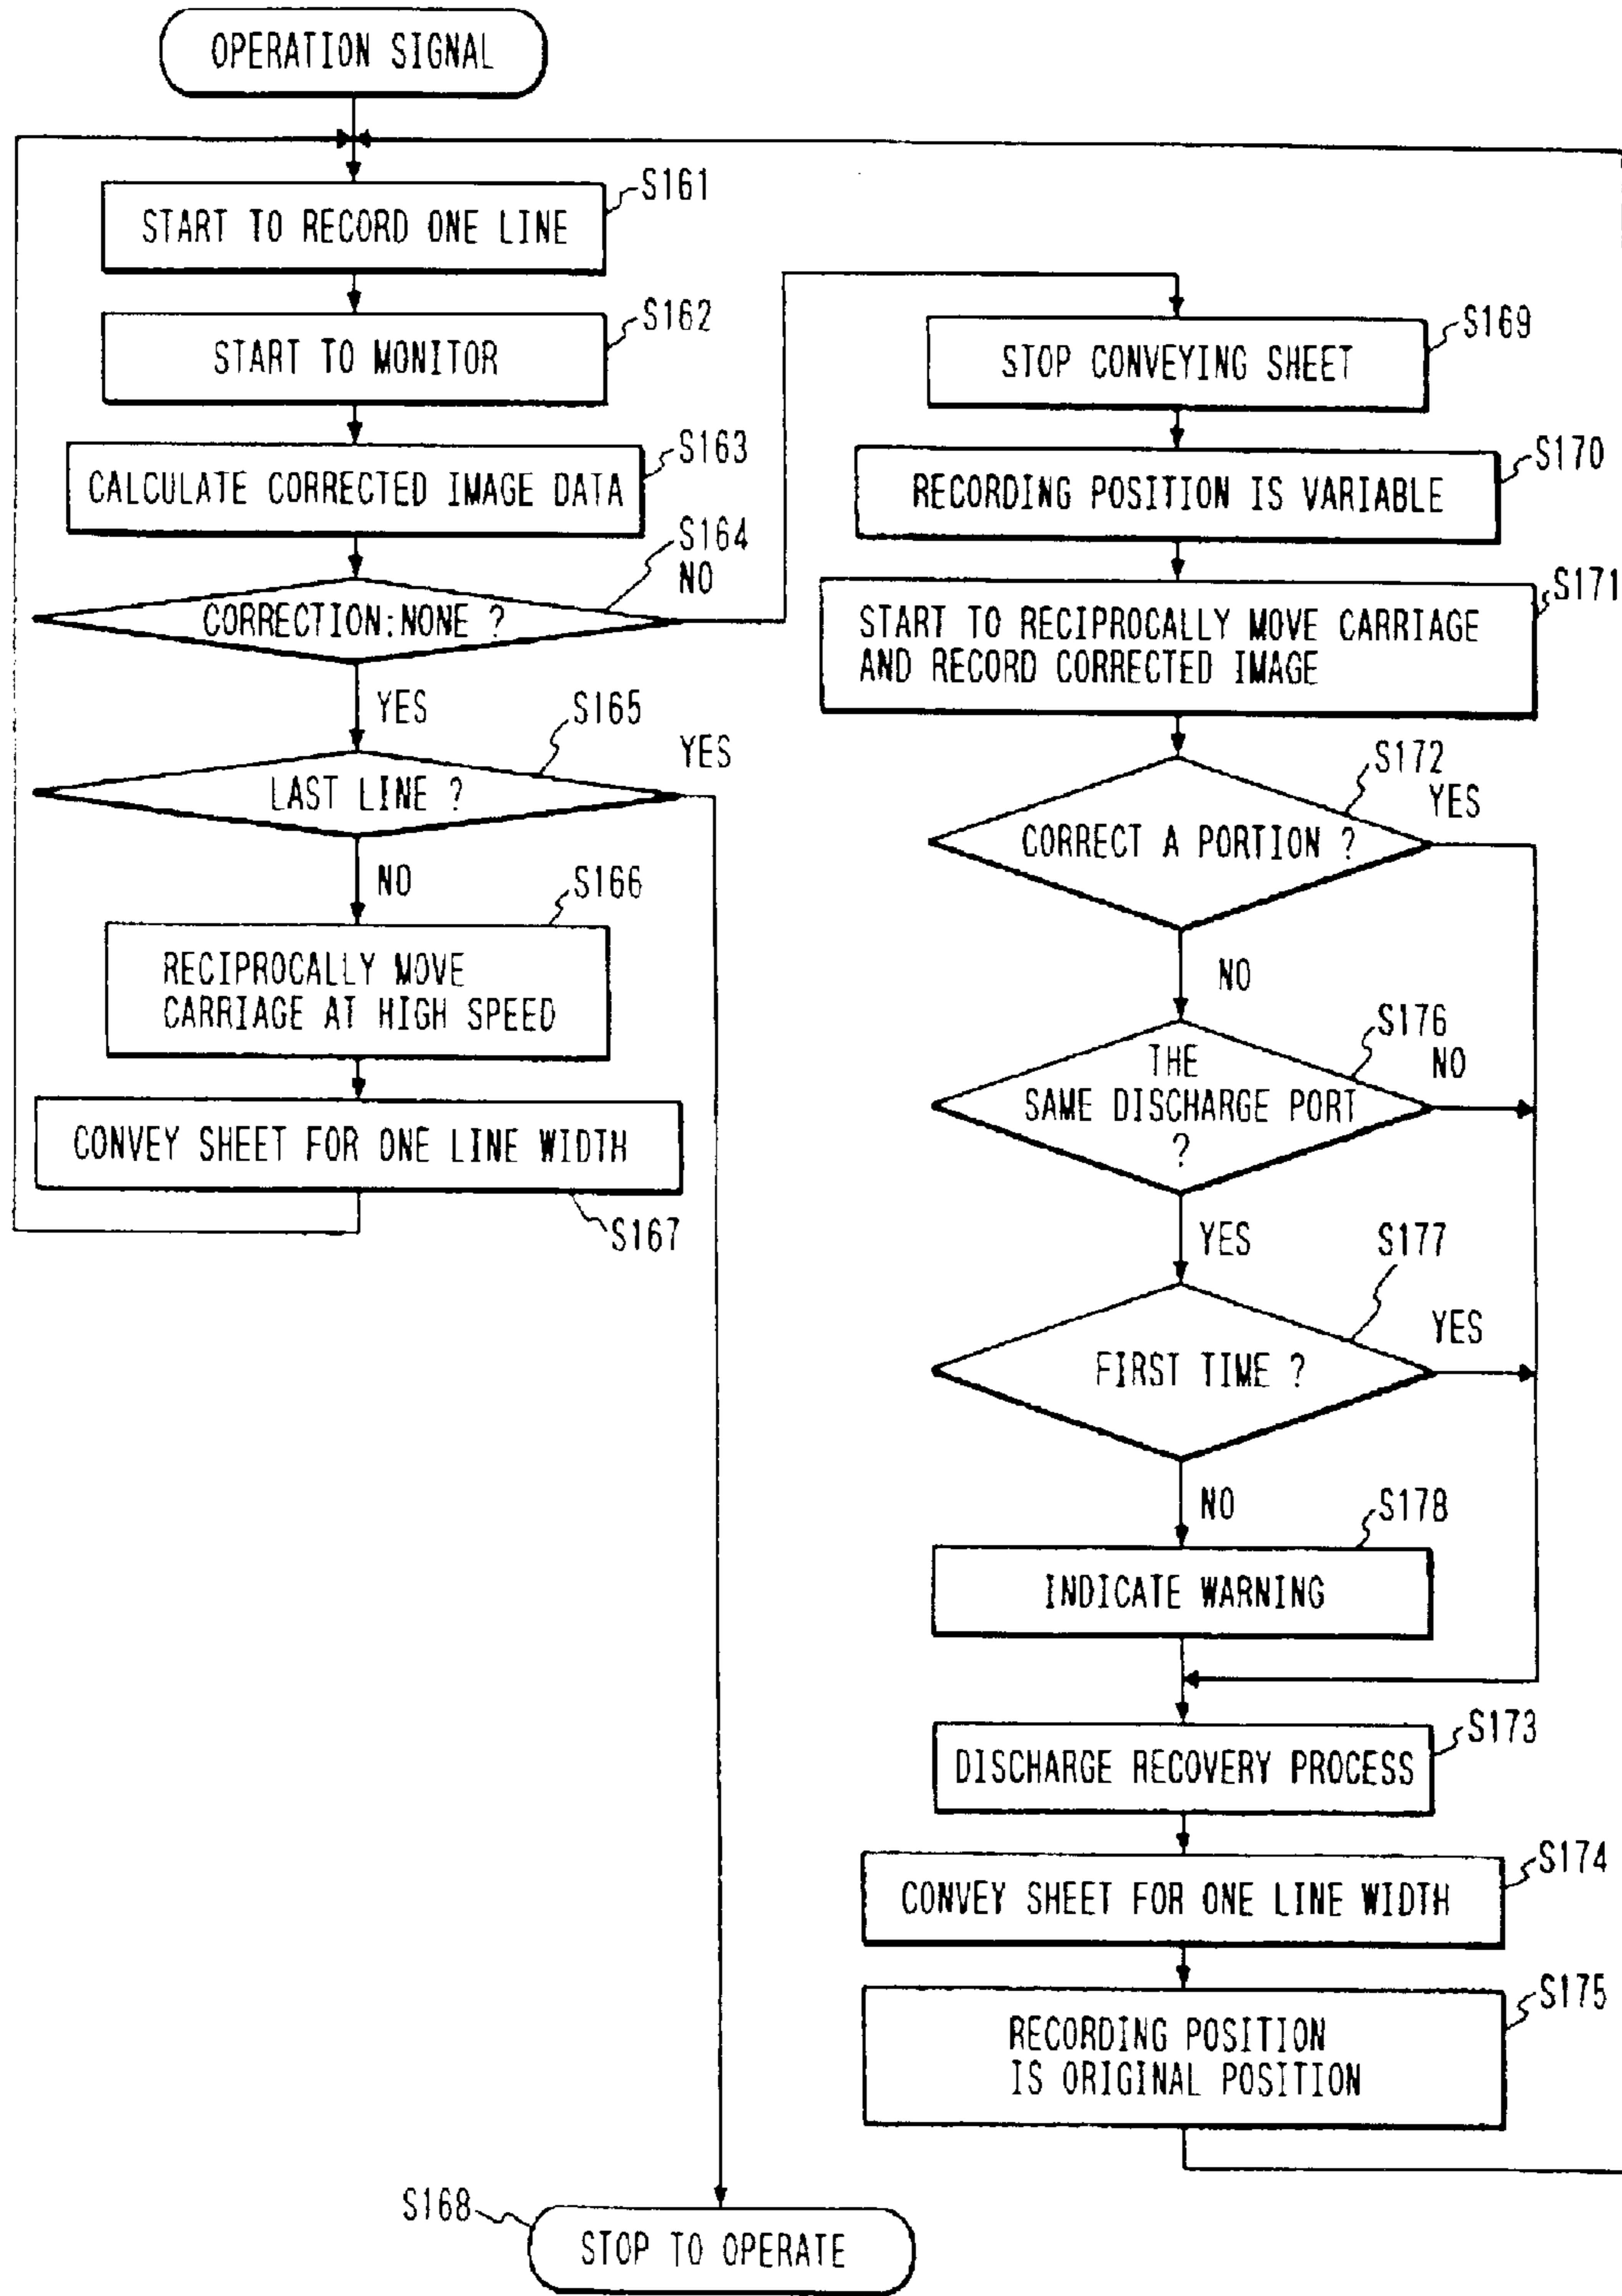 OPERATION SIGNAL
S161
START TO RECORD ONE LINE
S162
START TO MONITOR
S163
CALCULATE CORRECTED IMAGE DATA
S164
NO
CORRECTION:NONE ?
YES
S165
YES
LAST LINE ?
NO
S166
RECIPROCALLY MOVE
CARRIAGE AT HIGH SPEED
CONVEY SHEET FOR ONE LINE WIDTH
S167
S169
STOP CONVEYING SHEET
S170
RECORDING POSITION IS VARIABLE
S171
START TO RECIPROCALLY MOVE CARRIAGE
AND RECORD CORRECTED IMAGE
S172
YES
CORRECT A PORTION ?
NO
S176
NO
THE
SAME DISCHARGE PORT
?
YES
S177
YES
FIRST TIME ?
NO
S178
INDICATE WARNING
S173
DISCHARGE RECOVERY PROCESS
S174
CONVEY SHEET FOR ONE LINE WIDTH
S175
RECORDING POSITION
IS ORIGINAL POSITION
S168
STOP TO OPERATE